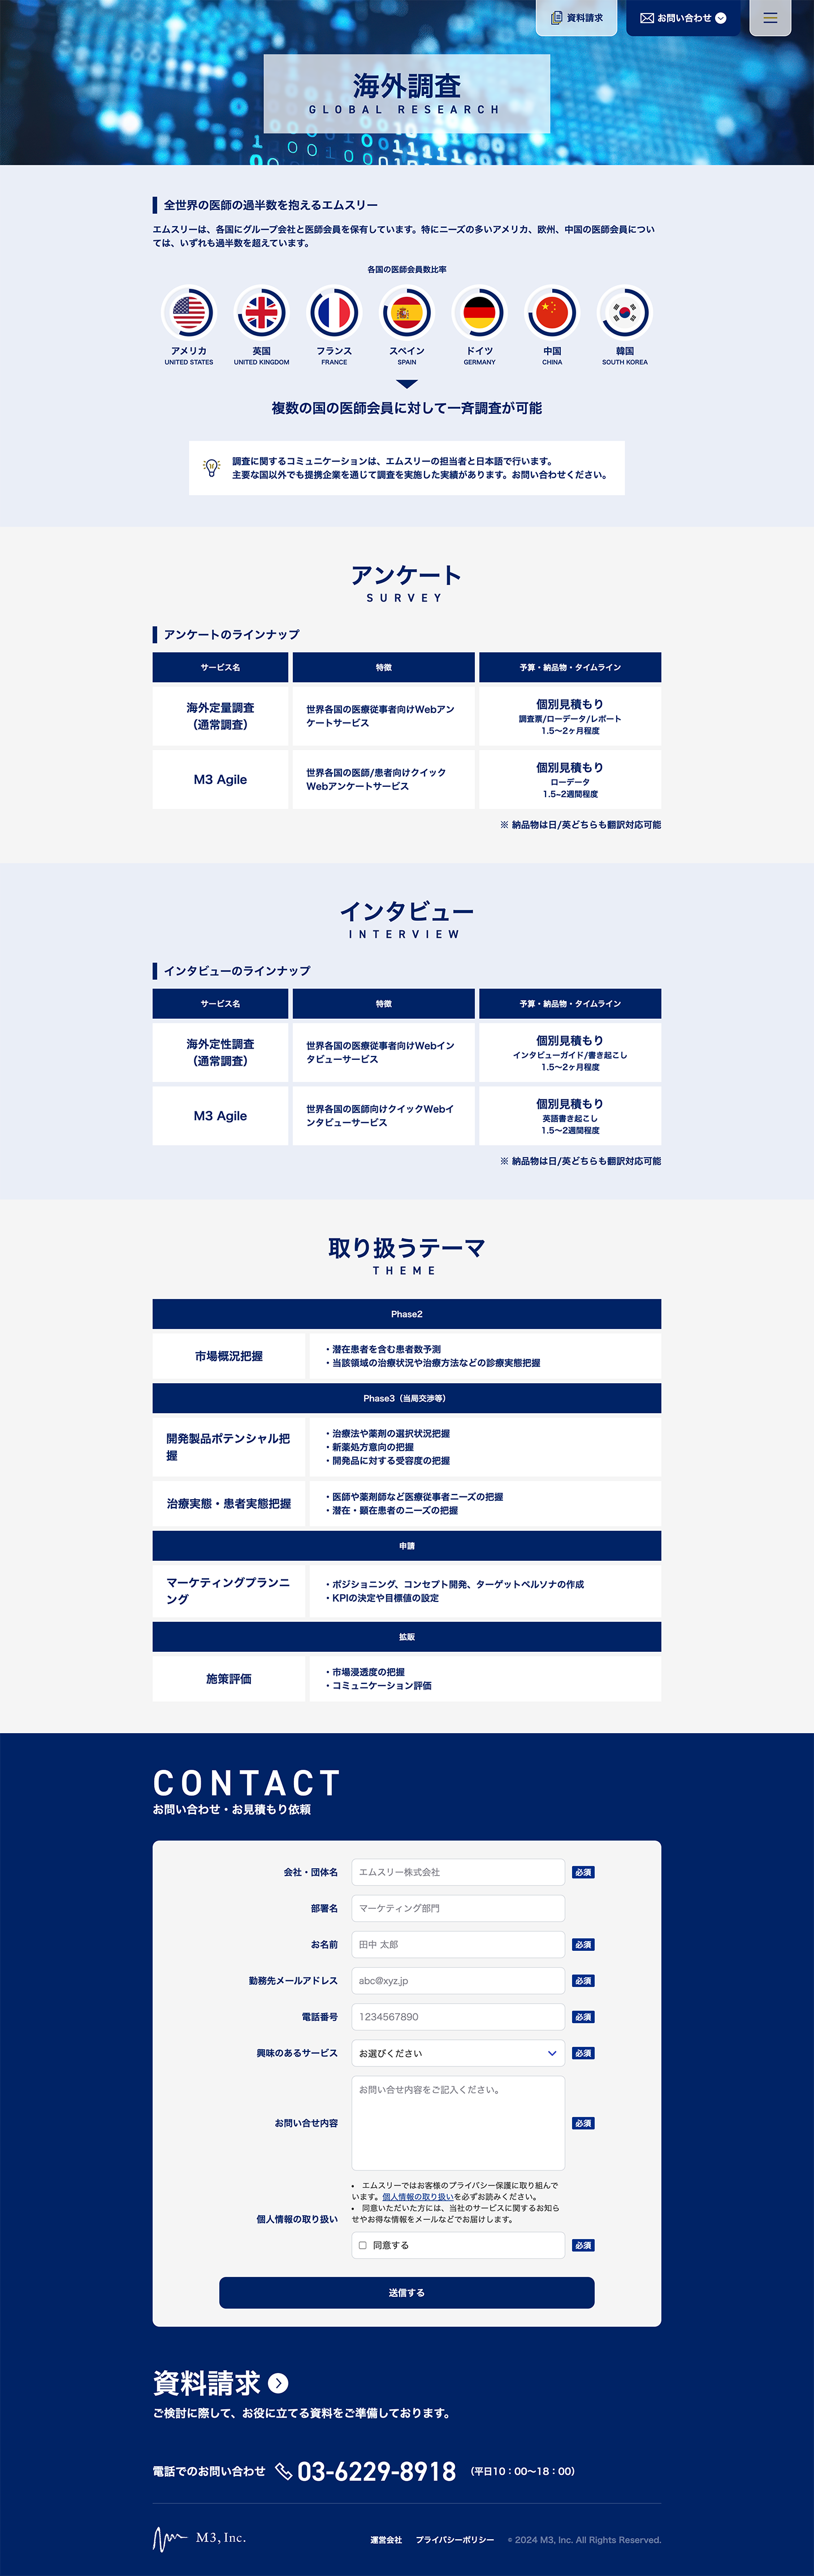 資料請求
お問い合わせ
海外調査
GLOBAL RESEARCH
全世界の医師の過半数を抱えるエムスリー
エムスリーは、各国にグループ会社と医師会員を保有しています。特にニーズの多いアメリカ、欧州、中国の医師会員につい
ては、いずれも過半数を超えています。
各国の医師会員数比率
アメリカ
UNITED STATES
英国
UNITED KINGDOM
フランス
FRANCE
スペイン
SPAIN
ドイツ
GERMANY
中国
CHINA
韓国
SOUTH KOREA
複数の国の医師会員に対して一斉調査が可能
調査に関するコミュニケーションは、エムスリーの担当者と日本語で行います。
主要な国以外でも提携企業を通じて調査を実施した実績があります。お問い合わせください。
アンケート
SURVEY
アンケートのラインナップ
サービス名
特徴
予算・納品物・タイムライン
海外定量調査
（通常調査）
世界各国の医療従事者向けWebアン
ケートサービス
個別見積もり
調査票/ローデータ/レポート
1.5〜2ヶ月程度
M3 Agile
世界各国の医師/患者向けクイック
Webアンケートサービス
個別見積もり
ローデータ
1.5~2週間程度
※ 納品物は日/英どちらも翻訳対応可能
インタビュー
INTERVIEW
インタビューのラインナップ
サービス名
特徴
予算・納品物・タイムライン
海外定性調査
（通常調査）
世界各国の医療従事者向けWebイン
タビューサービス
個別見積もり
インタビューガイド/書き起こし
1.5〜2ヶ月程度
M3 Agile
世界各国の医師向けクイックWebイ
ンタビューサービス
個別見積もり
英語書き起こし
1.5〜2週間程度
※ 納品物は日/英どちらも翻訳対応可能
取り扱うテーマ
THEME
Phase2
市場概況把握
・潜在患者を含む患者数予測
・当該領域の治療状況や治療方法などの診療実態把握
Phase3（当局交渉等）
開発製品ポテンシャル把
握
・治療法や薬剤の選択状況把握
・新薬処方意向の把握
・開発品に対する受容度の把握
治療実態・患者実態把握
・医師や薬剤師など医療従事者ニーズの把握
・潜在・顕在患者のニーズの把握
申請
マーケティングプランニ
ング
・ポジショニング、コンセプト開発、ターゲットペルソナの作成
・KPIの決定や目標値の設定
拡販
施策評価
・市場浸透度の把握
・コミュニケーション評価
CONTACT
お問い合わせ・お見積もり依頼
会社・団体名
エムスリー株式会社
必須
部署名
マーケティング部門
お名前
田中 太郎
必須
勤務先メールアドレス
abc@xyz.jp
必須
電話番号
1234567890
必須
興味のあるサービス
お選びください
必須
お問い合せ内容
お問い合せ内容をご記入ください。
必須
個人情報の取り扱い
• エムスリーではお客様のプライバシー保護に取り組んで
います。個人情報の取り扱いを必ずお読みください。
• 同意いただいた方には、当社のサービスに関するお知ら
せやお得な情報をメールなどでお届けします。
同意する
必須
送信する
資料請求
ご検討に際して、お役に立てる資料をご準備しております。
電話でのお問い合わせ
03-6229-8918
（平日10：00〜18：00）
M3, Inc.
運営会社
プライバシーポリシー
© 2024 M3, Inc. All Rights Reserved.